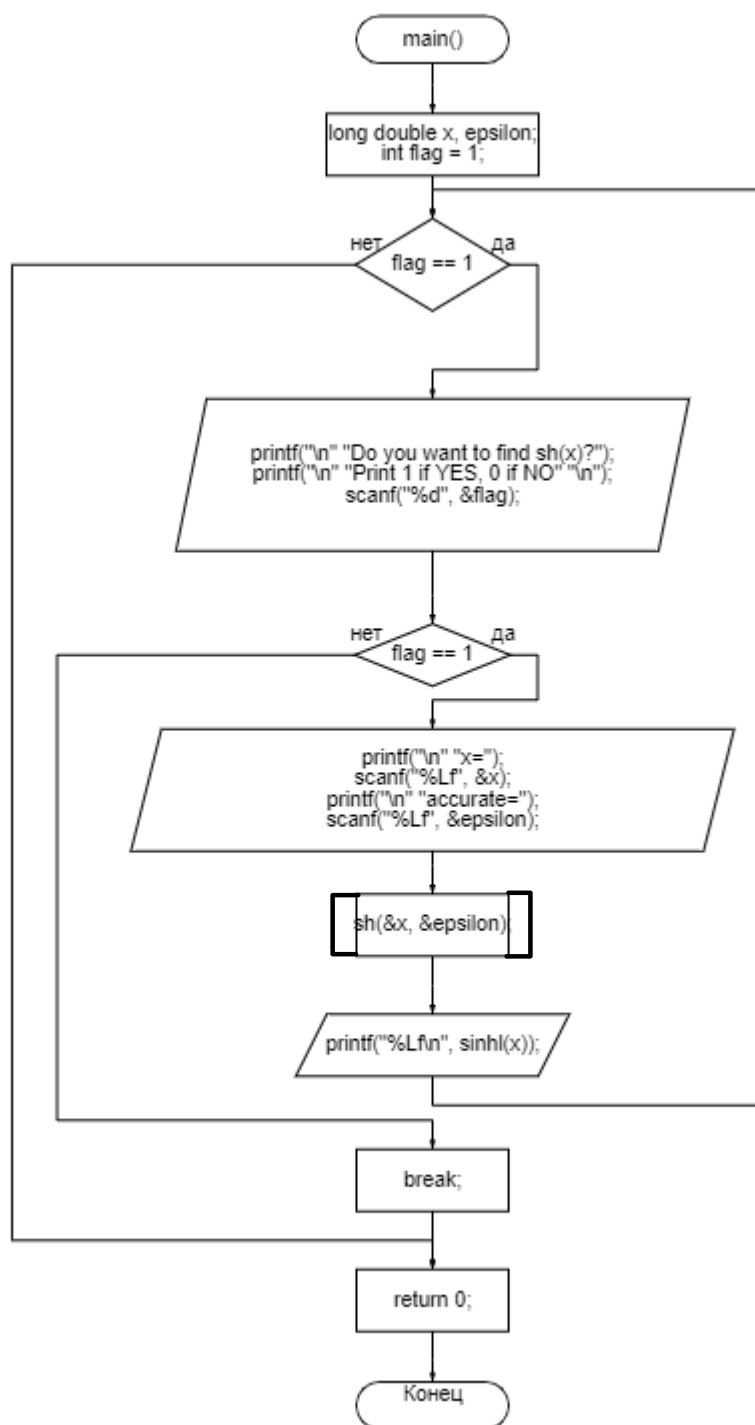 main()
long double x, epsilon;
int flag = 1;
нет
да
flag == 1
printf("\n" "Do you want to find sh(x)?");
printf("\n" "Print 1 if YES, 0 if NO" "\n");
scanf("%d", &flag);
нет
да
flag == 1
printf("\n" "x=");
scanf("%Lf", &x);
printf("\n" "accurate=");
scanf("%Lf", &epsilon);
sh(&x, &epsilon);
printf("%Lf\n", sinhl(x));
break;
return 0;
Конец